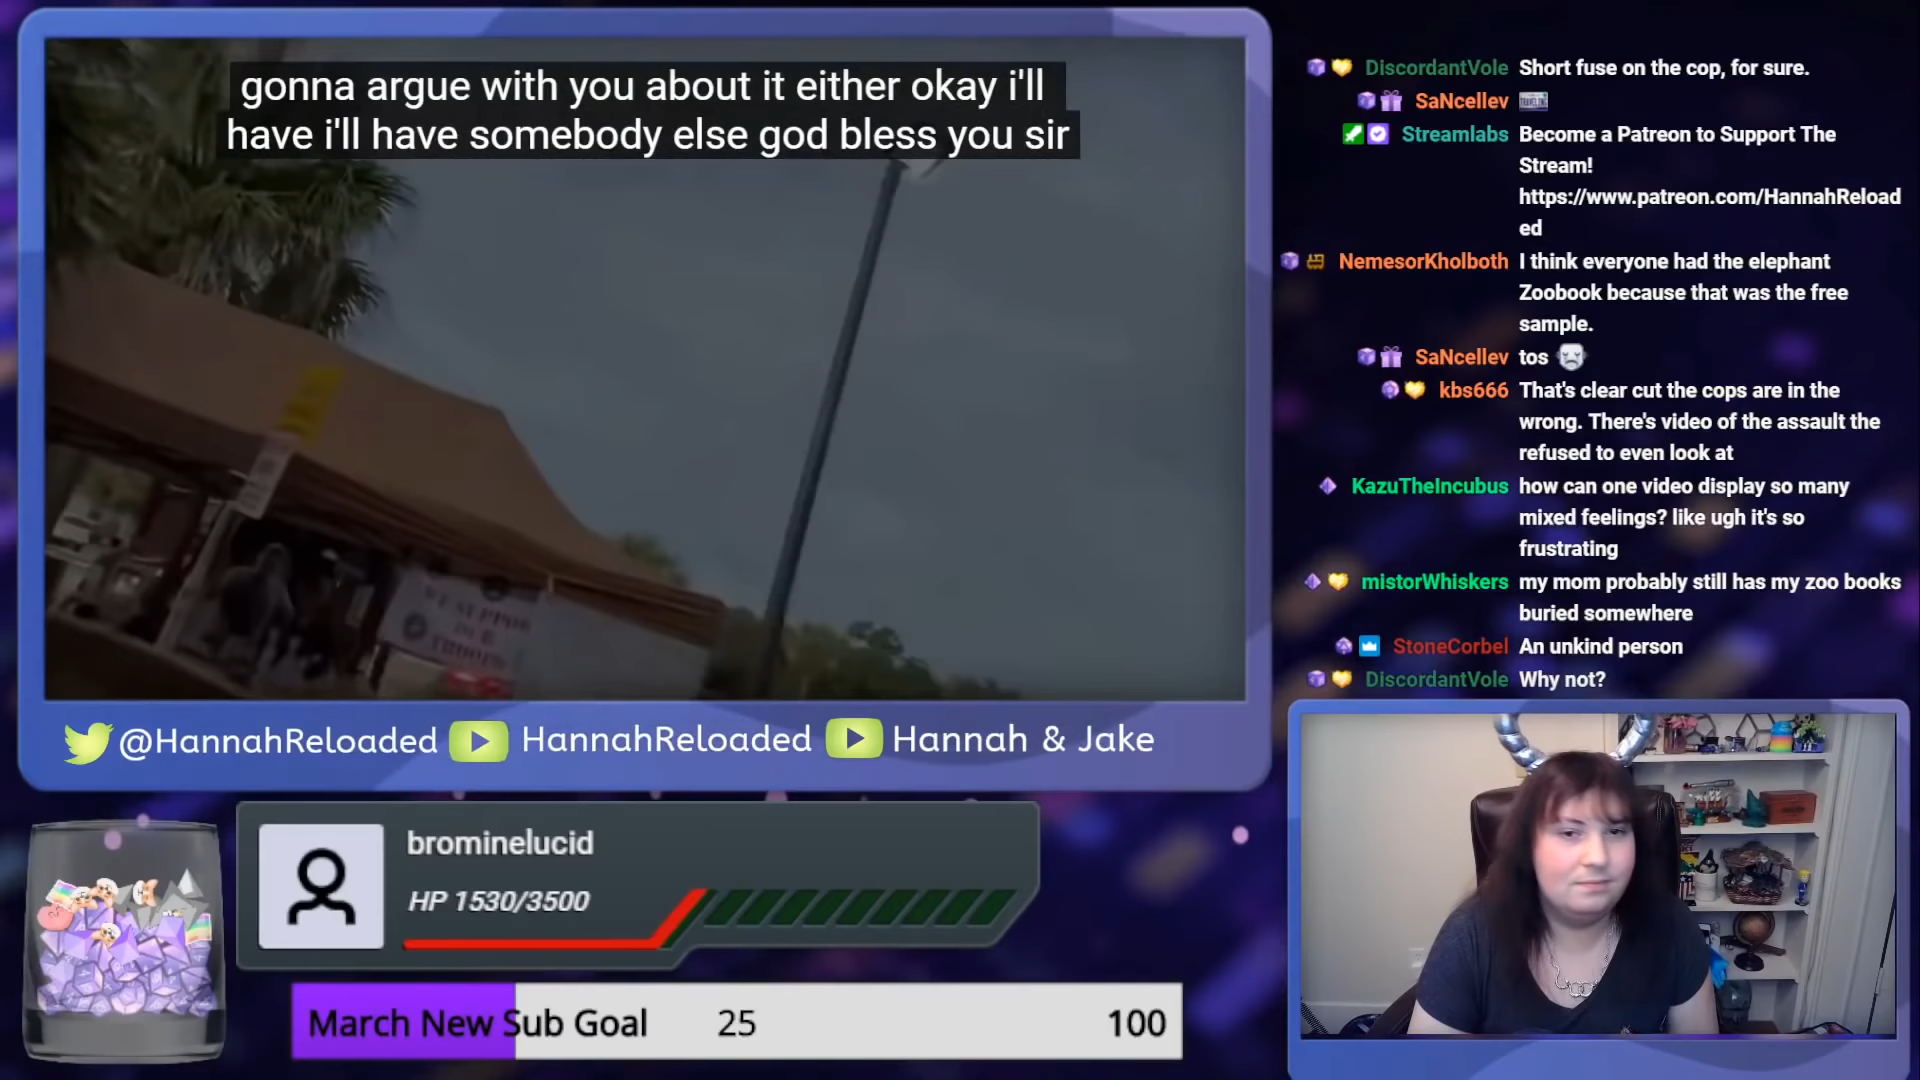 gonna argue with you about it either okay i'll
have i'll have somebody else god bless you sir
WE SUPPORT
OUR
TROOPS
@HannahReloaded HannahReloaded Hannah & Jake
brominelucid
HP 1530/3500
March New Sub Goal 25 100
DiscordantVole Short fuse on the cop, for sure.
SaNcellev
Streamlabs Become a Patreon to Support The
Stream!
https://www.patreon.com/HannahReload
ed
NemesorKholboth I think everyone had the elephant
Zoobook because that was the free
sample.
SaNcellev tos
kbs666 That's clear cut the cops are in the
wrong. There's video of the assault the
refused to even look at
KazuTheIncubus how can one video display so many
mixed feelings? like ugh it's so
frustrating
mistorWhiskers my mom probably still has my zoo books
buried somewhere
StoneCorbel An unkind person
DiscordantVole Why not?